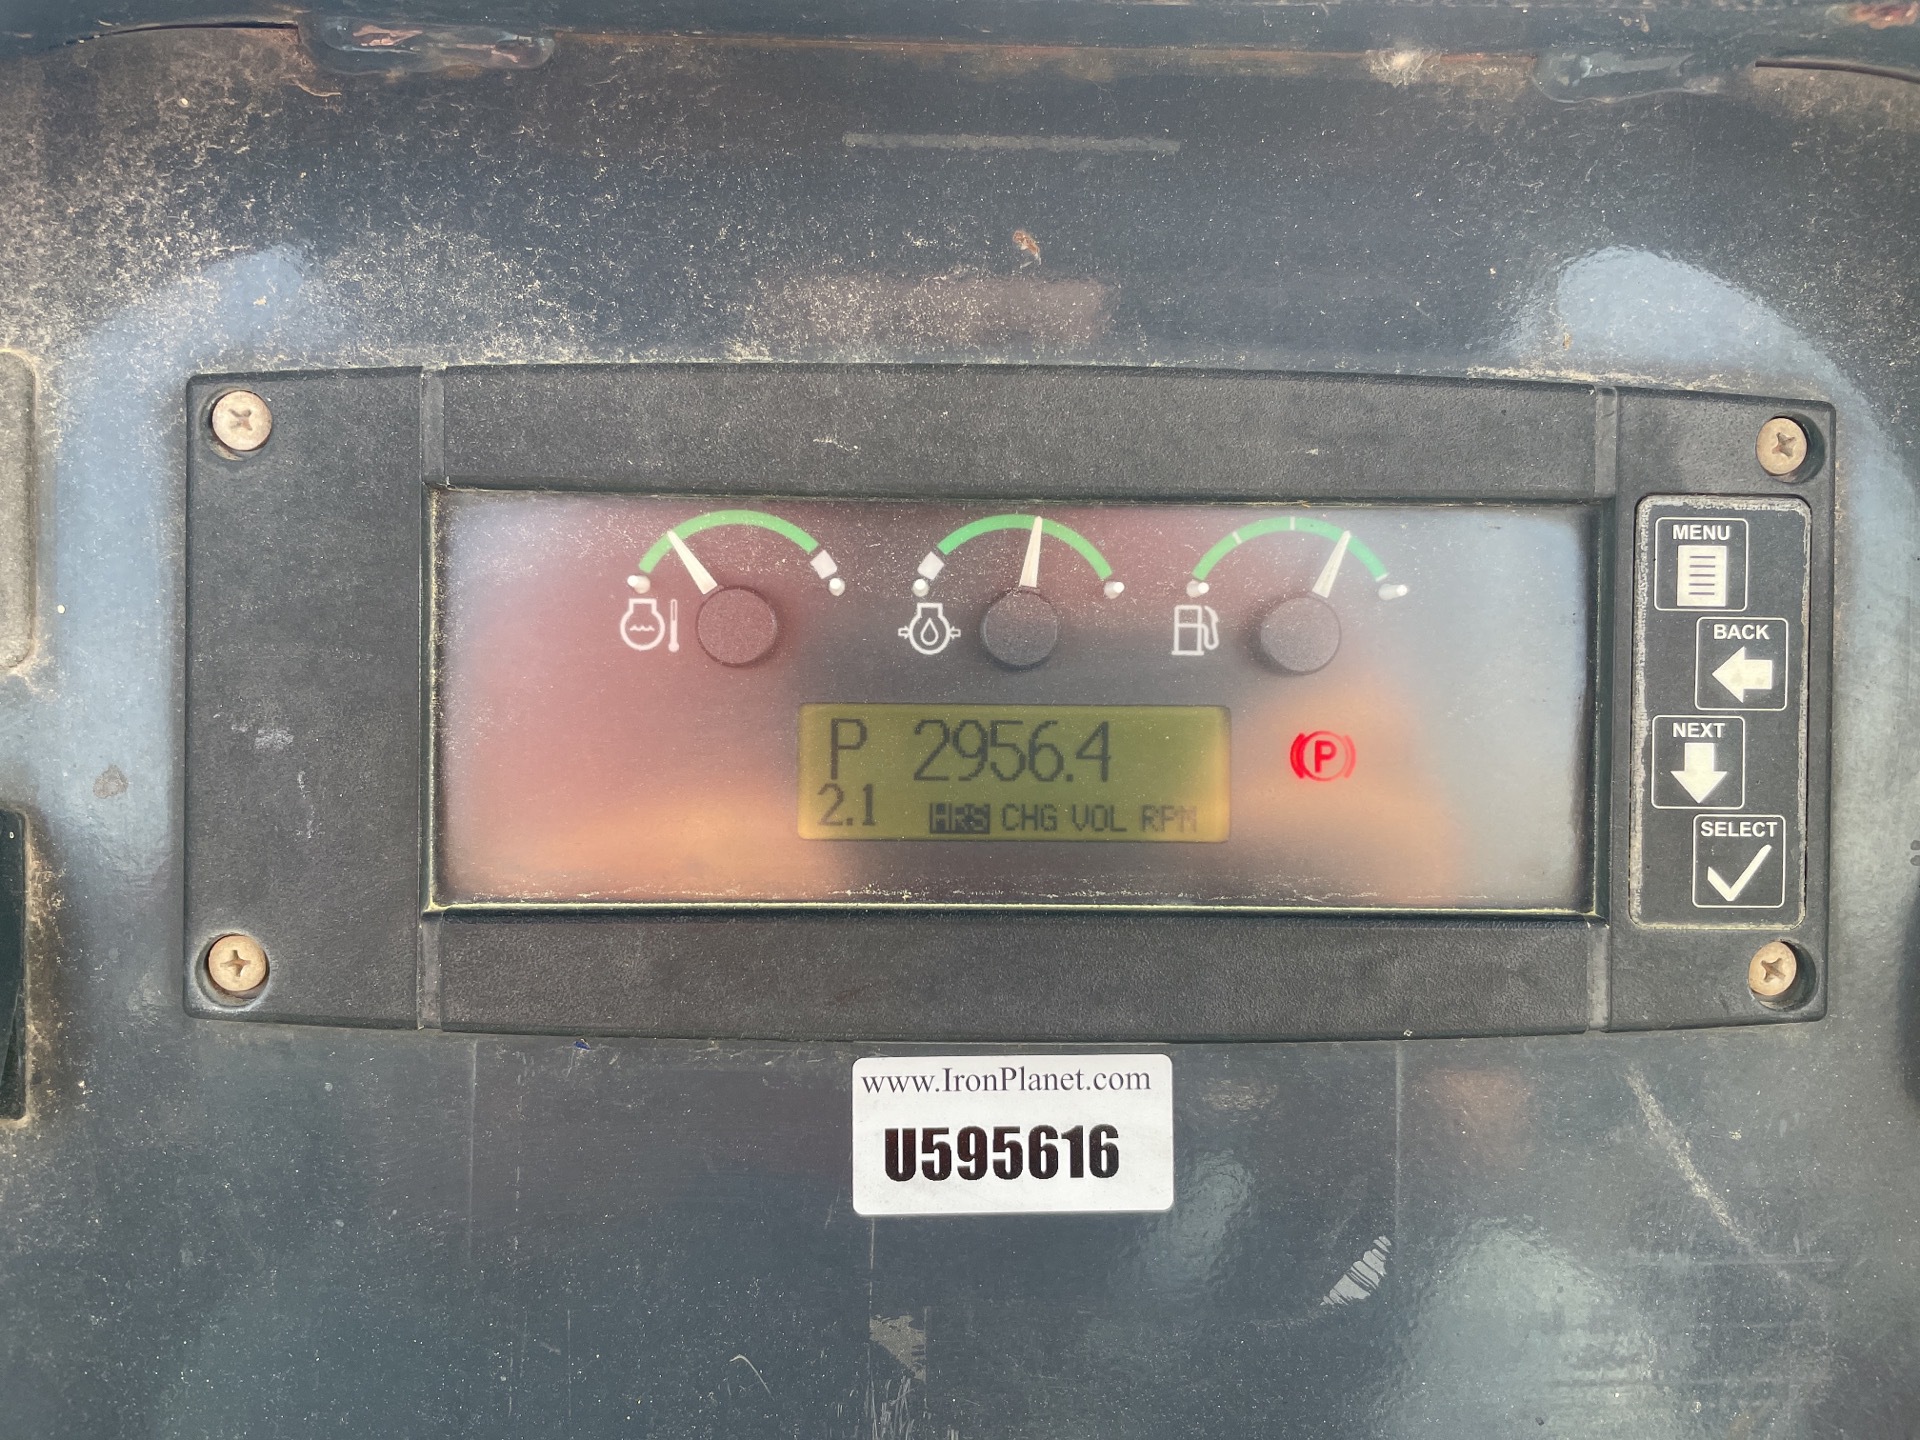 MENU
BACK
NEXT
SELECT
P 2956.4
2.1 HRS CHG VOL RPM
(P)
www.IronPlanet.com
U595616